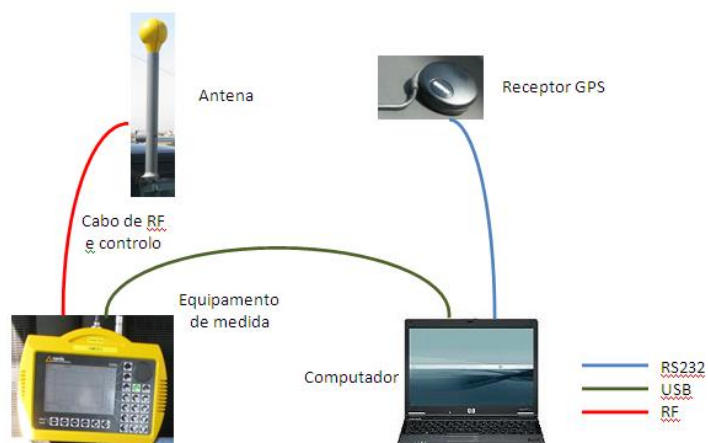 Antena
Receptor GPS
Cabo de RF
e controlo
Equipamento
de medida
Computador
RS232
USB
RF